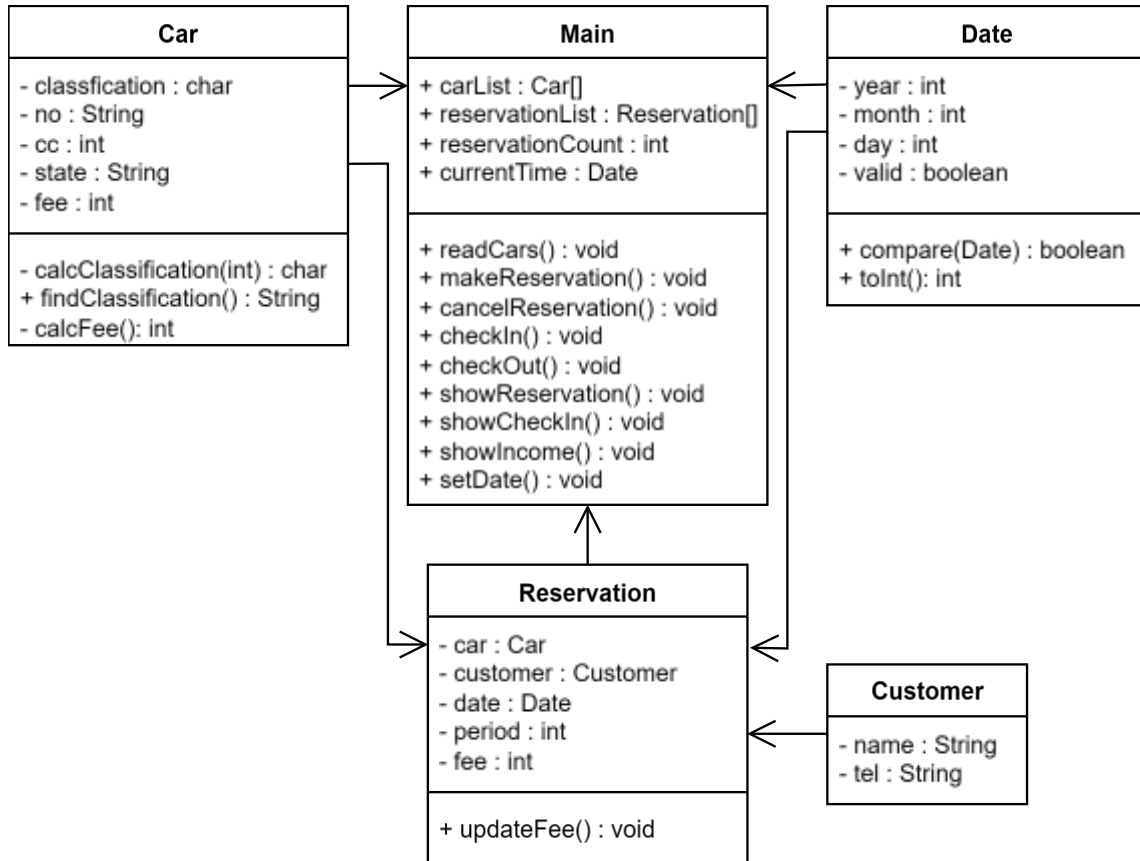 Car
- classfication : char
- no : String
- cc : int
- state : String
- fee : int
- calcClassification(int) : char
+ findClassification() : String
- calcFee(): int
Main
+ carList : Car[]
+ reservationList : Reservation[]
+ reservationCount : int
+ currentTime : Date
+ readCars() : void
+ makeReservation() : void
+ cancelReservation() : void
+ checkIn() : void
+ checkOut() : void
+ showReservation() : void
+ showCheckIn() : void
+ showIncome() : void
+ setDate() : void
Date
- year : int
- month : int
- day : int
- valid : boolean
+ compare(Date) : boolean
+ toInt(): int
Reservation
- car : Car
- customer : Customer
- date : Date
- period : int
- fee : int
+ updateFee() : void
Customer
- name : String
- tel : String